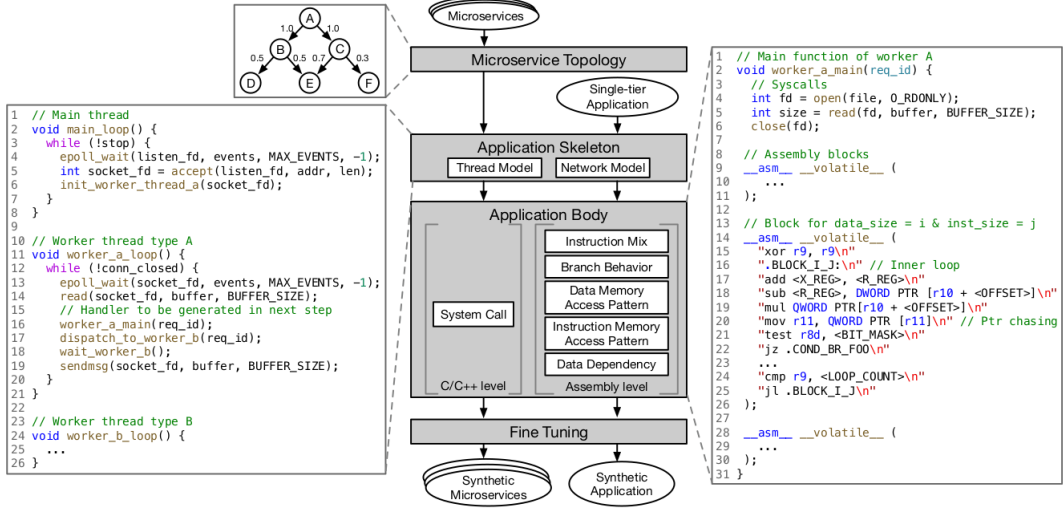 A
1.0 1.0
B C
0.5 0.5 0.7 0.3
D E F
Microservices
Microservice Topology
Single-tier
Application
Application Skeleton
Thread Model Network Model
Application Body
System Call
C/C++ level
Instruction Mix
Branch Behavior
Data Memory
Access Pattern
Instruction Memory
Access Pattern
Data Dependency
Assembly level
Fine Tuning
Synthetic
Microservices
Synthetic
Application
1 // Main thread
2 void main_loop() {
3 while (!stop) {
4 epoll_wait(listen_fd, events, MAX_EVENTS, -1);
5 int socket_fd = accept(listen_fd, addr, len);
6 init_worker_thread_a(socket_fd);
7 }
8 }
9
10 // Worker thread type A
11 void worker_a_loop() {
12 while (!conn_closed) {
13 epoll_wait(socket_fd, events, MAX_EVENTS, -1);
14 read(socket_fd, buffer, BUFFER_SIZE);
15 // Handler to be generated in next step
16 worker_a_main(req_id);
17 dispatch_to_worker_b(req_id);
18 wait_worker_b();
19 sendmsg(socket_fd, buffer, BUFFER_SIZE);
20 }
21 }
22
23 // Worker thread type B
24 void worker_b_loop() {
25 ...
26 }
1 // Main function of worker A
2 void worker_a_main(req_id) {
3 // Syscalls
4 int fd = open(file, O_RDONLY);
5 int size = read(fd, buffer, BUFFER_SIZE);
6 close(fd);
7
8 // Assembly blocks
9 __asm__ __volatile__ (
10 ...
11 );
12
13 // Block for data_size = i & inst_size = j
14 __asm__ __volatile__ (
15 "xor r9, r9\n"
16 ".BLOCK_I_J:\n" // Inner loop
17 "add <X_REG>, <R_REG>\n"
18 "sub <R_REG>, DWORD PTR [r10 + <OFFSET>]\n"
19 "mul QWORD PTR[r10 + <OFFSET>]\n"
20 "mov r11, QWORD PTR [r11]\n" // Ptr chasing
21 "test r8d, <BIT_MASK>\n"
22 "jz .COND_BR_FOO\n"
23 ...
24 "cmp r9, <LOOP_COUNT>\n"
25 "jl .BLOCK_I_J\n"
26 );
27
28 __asm__ __volatile__ (
29 ...
30 );
31 }